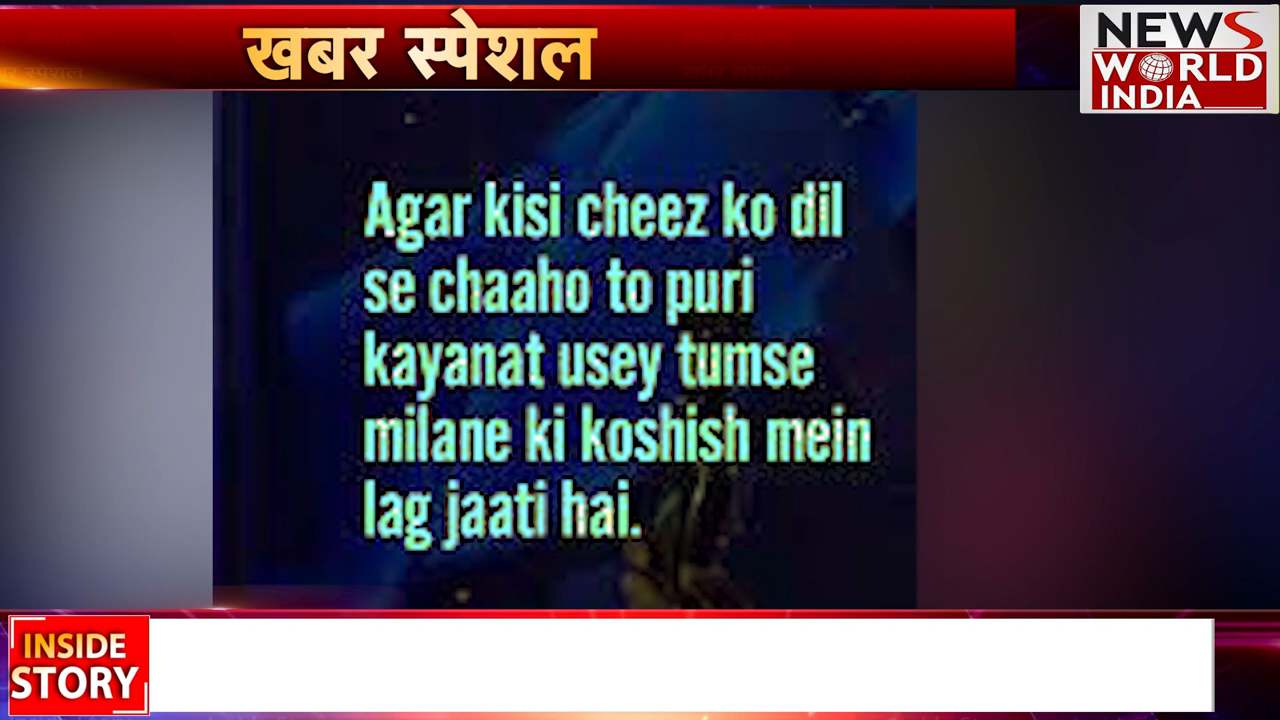 खबर स्पेशल
NEWS
WORLD
INDIA
Agar kisi cheez ko dil
se chaaho to puri
kayanat usey tumse
milane ki koshish mein
lag jaati hai.
INSIDE
STORY